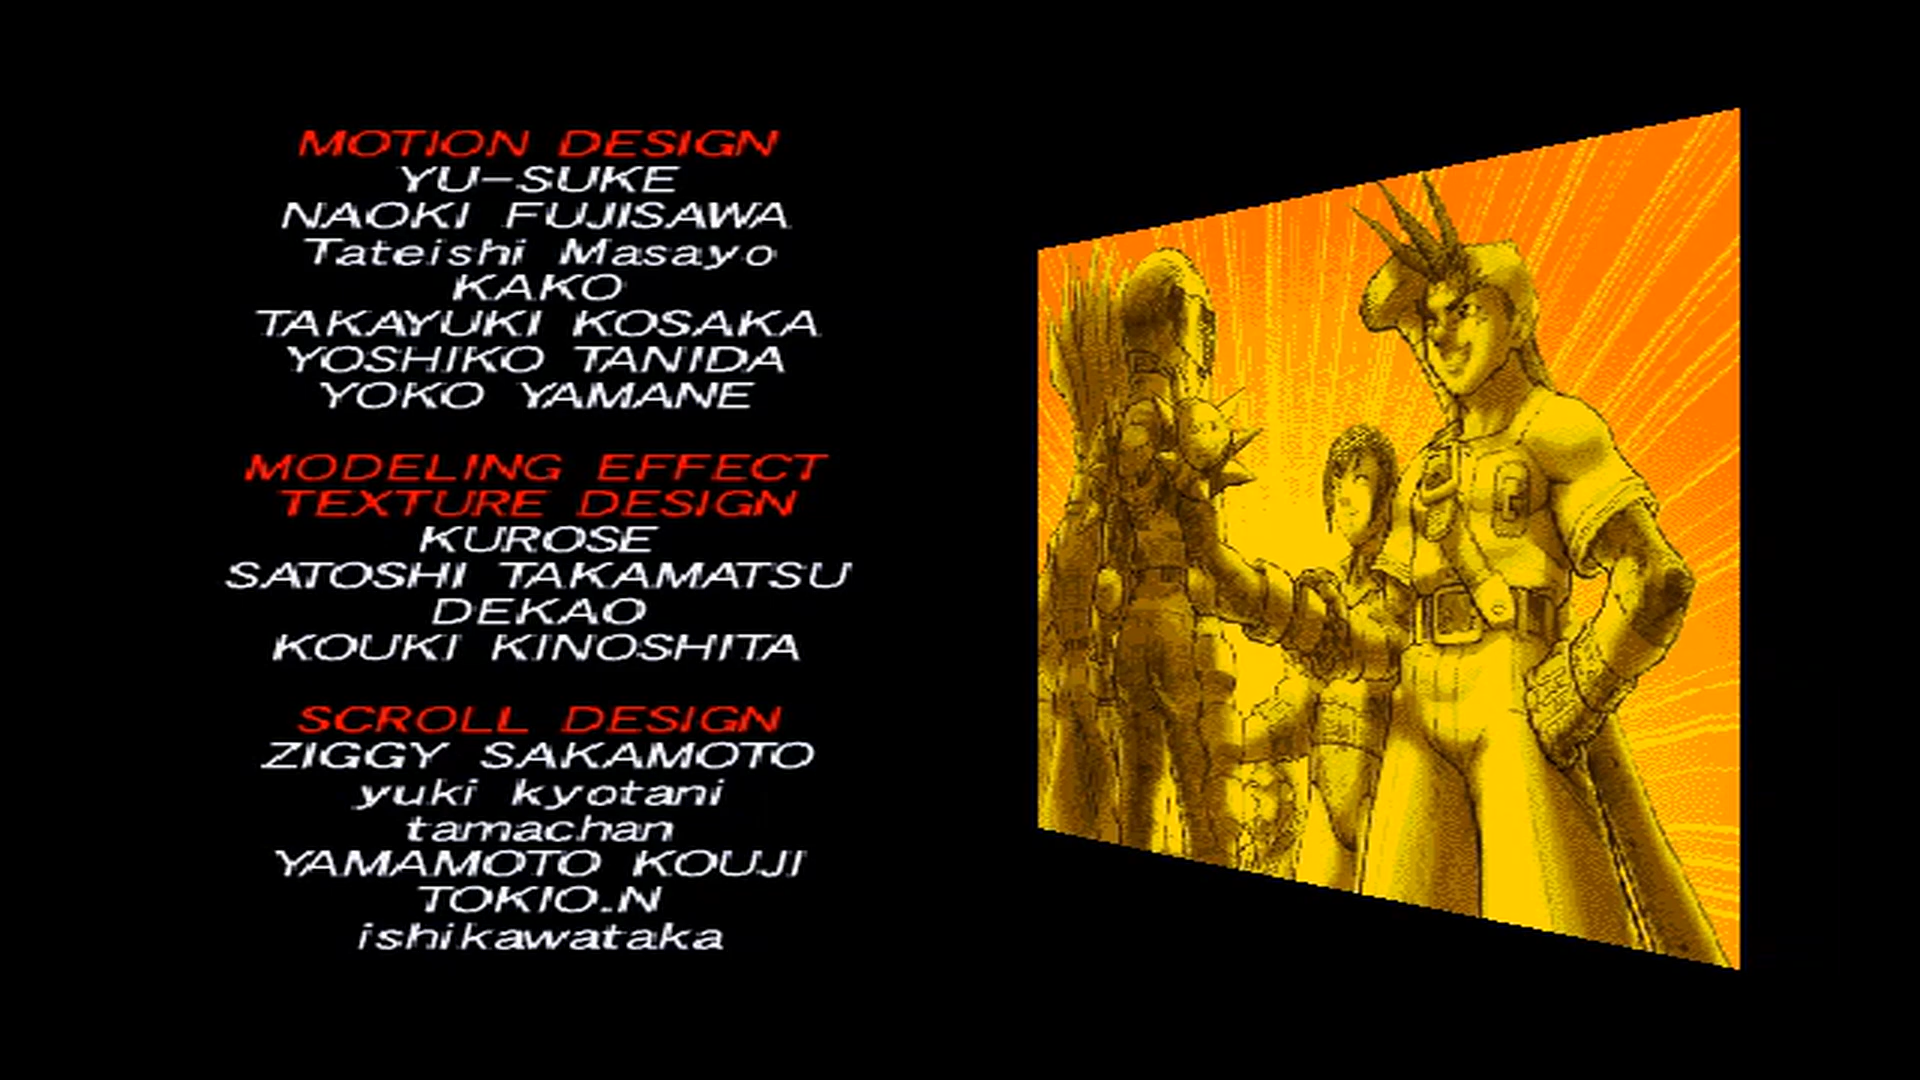 MOTION DESIGN
YU-SUKE
NAOKI FUJISAWA
Tateishi Masayo
KAKO
TAKAYUKI KOSAKA
YOSHIKO TANIDA
YOKO YAMANE
MODELING EFFECT
TEXTURE DESIGN
KUROSE
SATOSHI TAKAMATSU
DEKAO
KOUKI KINOSHITA
SCROLL DESIGN
ZIGGY SAKAMOTO
yuki kyotani
tamachan
YAMAMOTO KOUJI
TOKIO.N
ishikawataka